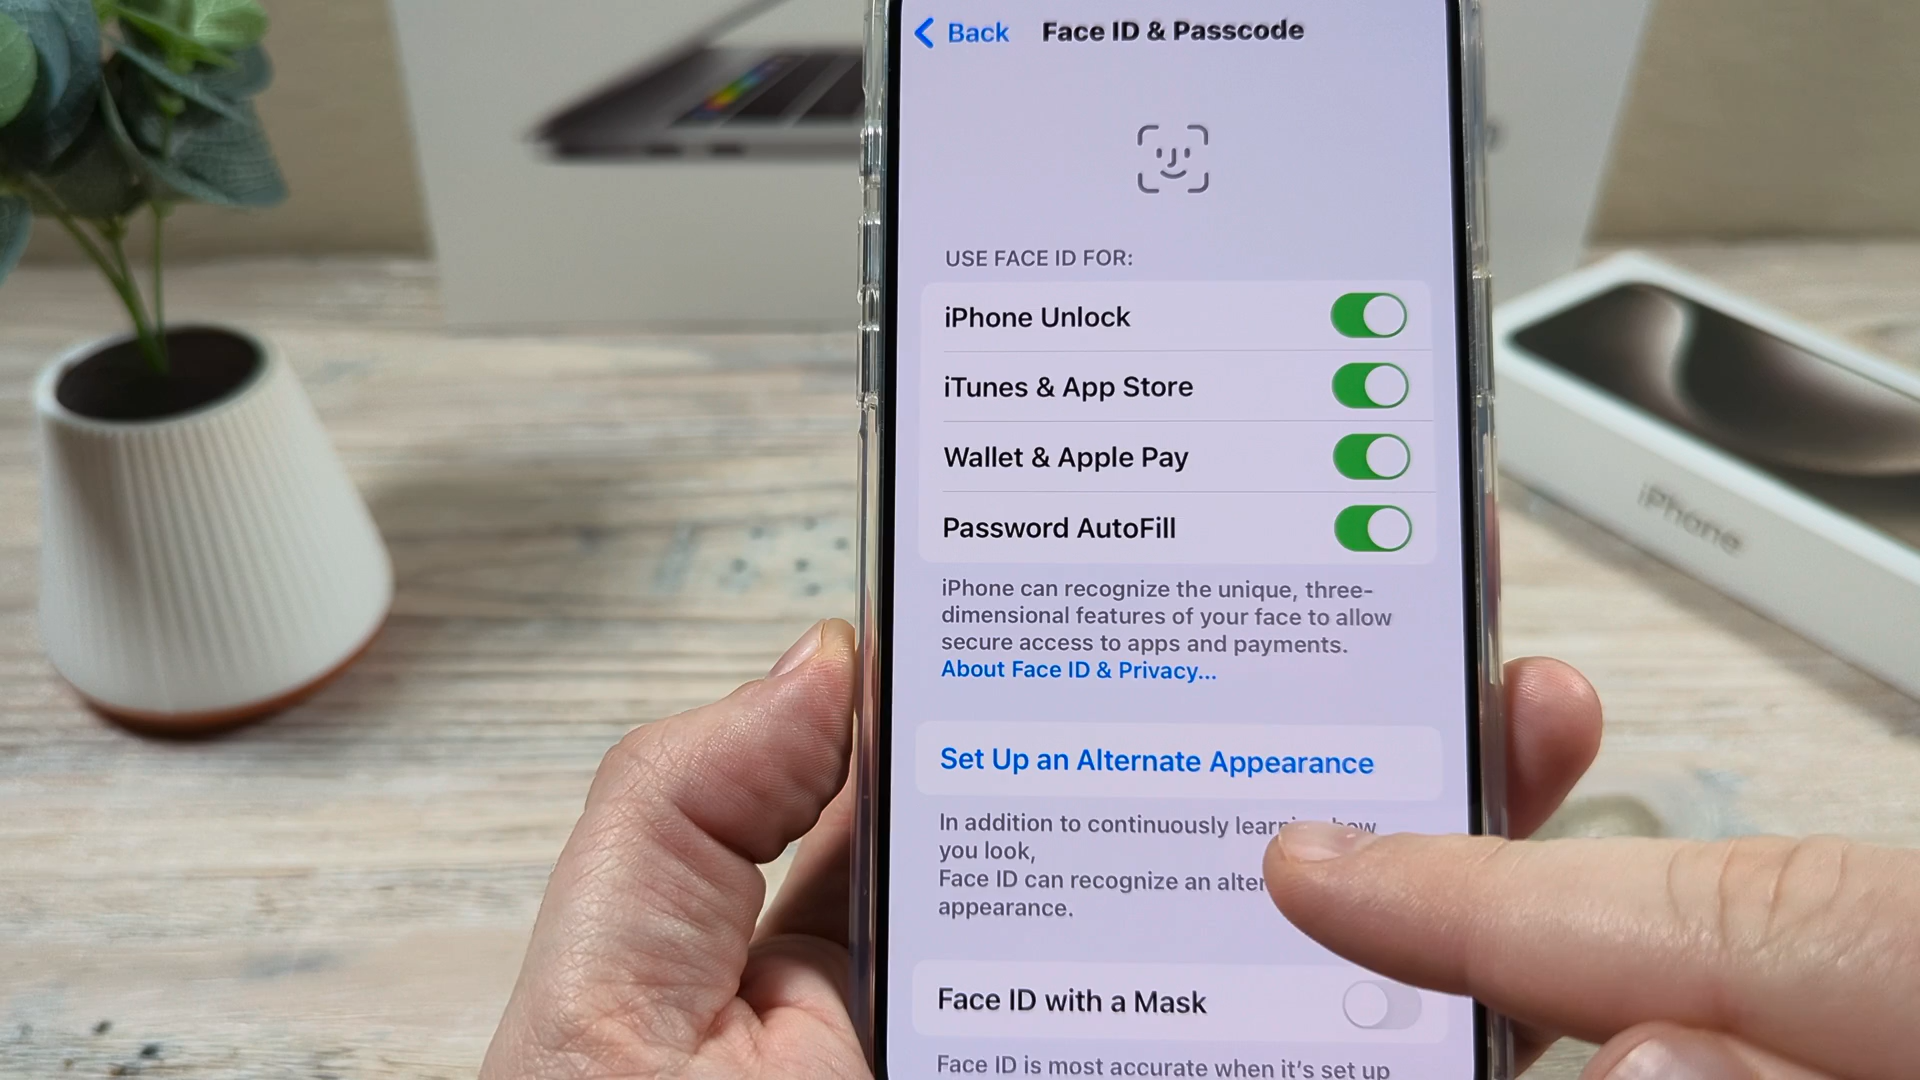 Back Face ID & Passcode
USE FACE ID FOR:
iPhone Unlock
iTunes & App Store
Wallet & Apple Pay
Password AutoFill
iPhone can recognize the unique, three-
dimensional features of your face to allow
secure access to apps and payments.
About Face ID & Privacy...
Set Up an Alternate Appearance
In addition to continuously how
you look,
Face ID can recognize an
appearance.
Face ID with a Mask
Face ID is most accurate when it's set up
iPhone